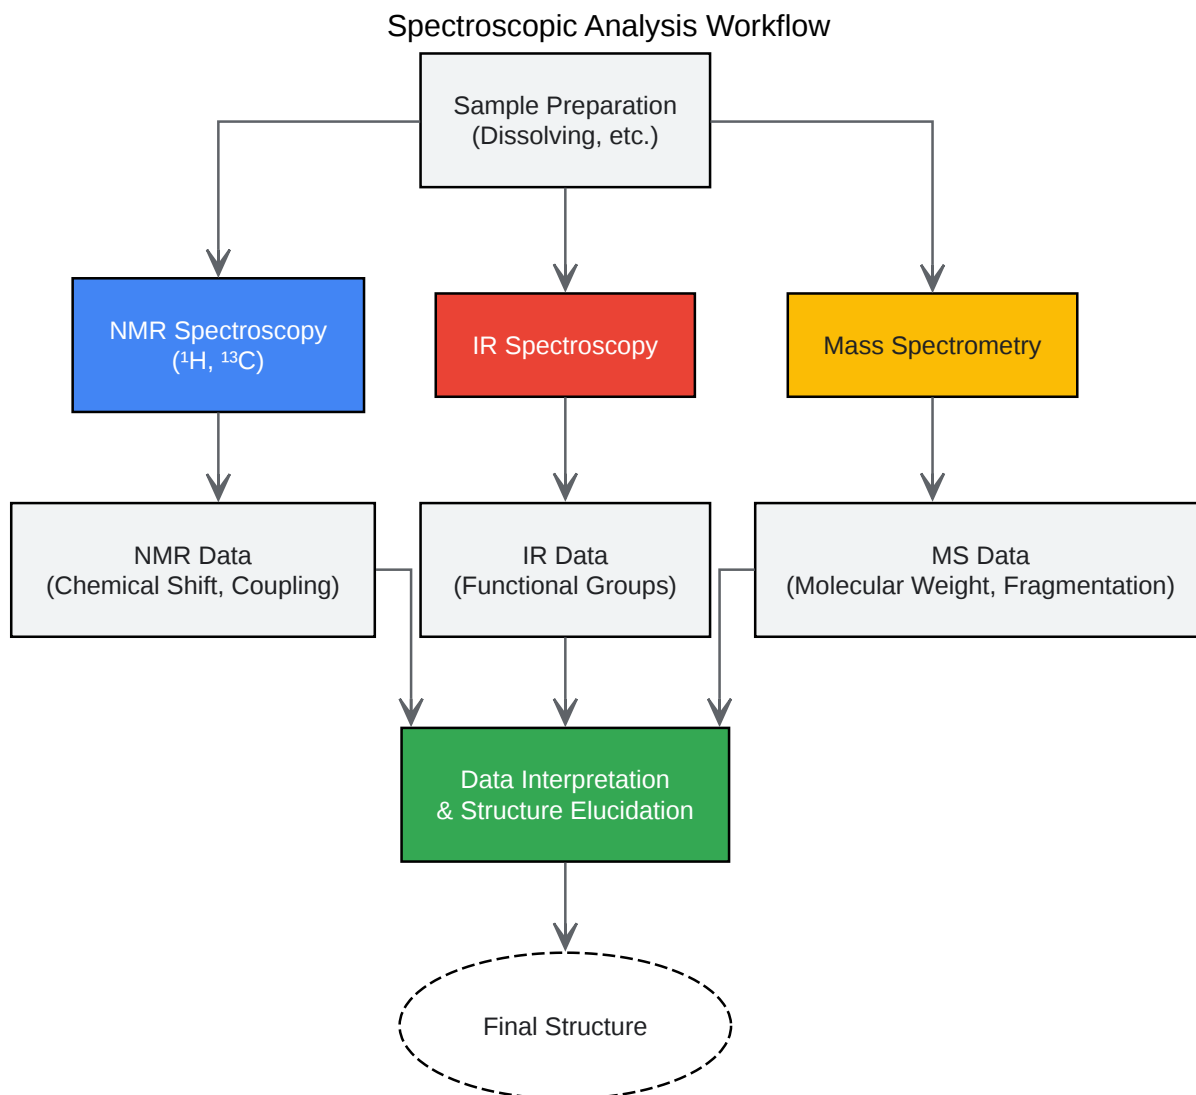 Spectroscopic Analysis Workflow
Sample Preparation
(Dissolving, etc.)
NMR Spectroscopy
(¹H, ¹³C)
IR Spectroscopy
Mass Spectrometry
NMR Data
(Chemical Shift, Coupling)
IR Data
(Functional Groups)
MS Data
(Molecular Weight, Fragmentation)
Data Interpretation
& Structure Elucidation
Final Structure